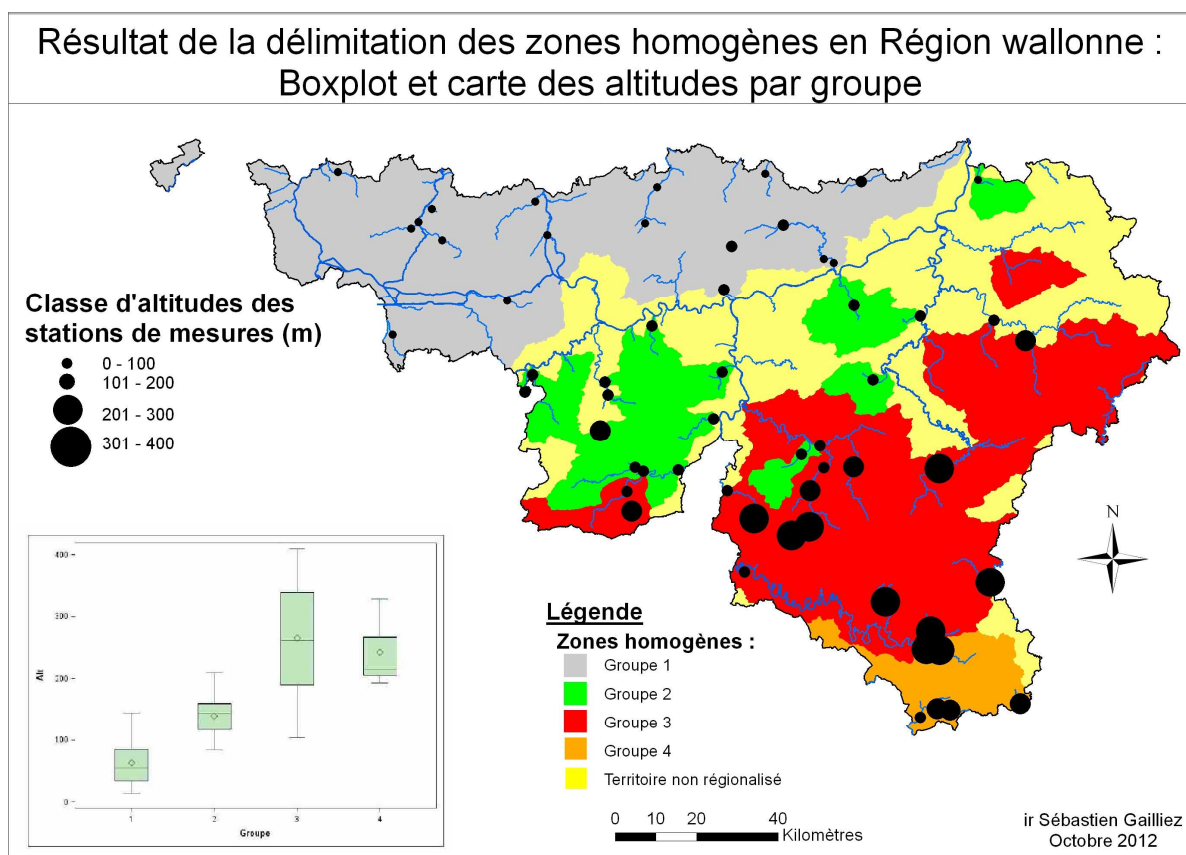 Résultat de la délimitation des zones homogènes en Région wallonne :
Boxplot et carte des altitudes par groupe
Classe d'altitudes des
stations de mesures (m)
0 - 100
101 - 200
201 - 300
301 - 400
N
400
300
200
100
0
Alt
1 2 3 4
Groupe
Légende
Zones homogènes :
Groupe 1
Groupe 2
Groupe 3
Groupe 4
Territoire non régionalisé
0 10 20 40
Kilomètres
ir Sébastien Gailliez
Octobre 2012